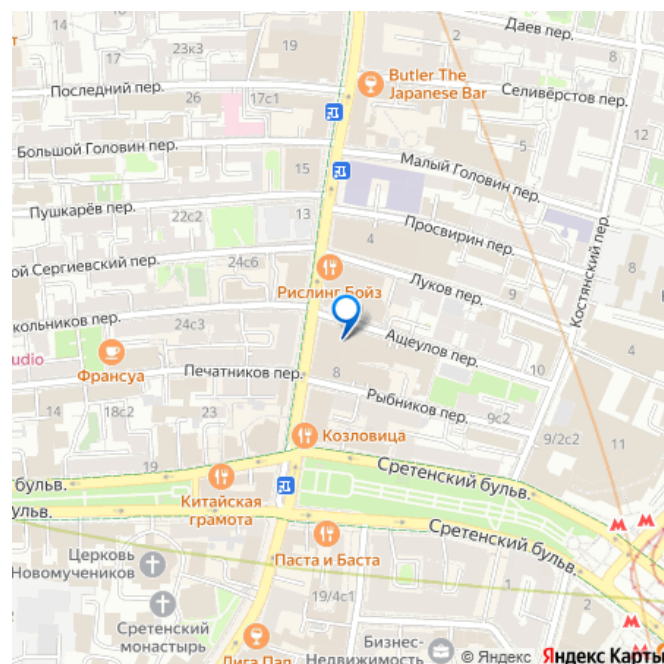 Даев пер.
2
8
23к3
19
Butler The
Japanese Bar
Последний пер.
26
17с1
Селивёрстов пер.
5
Большой Головин пер.
15
Малый Головин пер.
Пушкарёв пер.
22с2
13
Просвирин пер.
4
Костянский пер.
8
ой Сергиевский пер.
24с6
Рислинг Бойз
Луков пер.
9
кольников пер.
24с3
Ащеулов пер.
4
udio
Франсуа
Печатников пер.
8
10
Рыбников пер.
14
18с2
23
9с2
Козловица
9/2с2
11
19
Сретенский бульв.
бульв.
Китайская
грамота
ульв.
Сретенский бульв.
Паста и Баста
Церковь
Новомучеников
19/4с1
Сретенский
монастырь
Лига Пап
Бизнес-
Недвижимость
© Яндекс Яндекс Карты